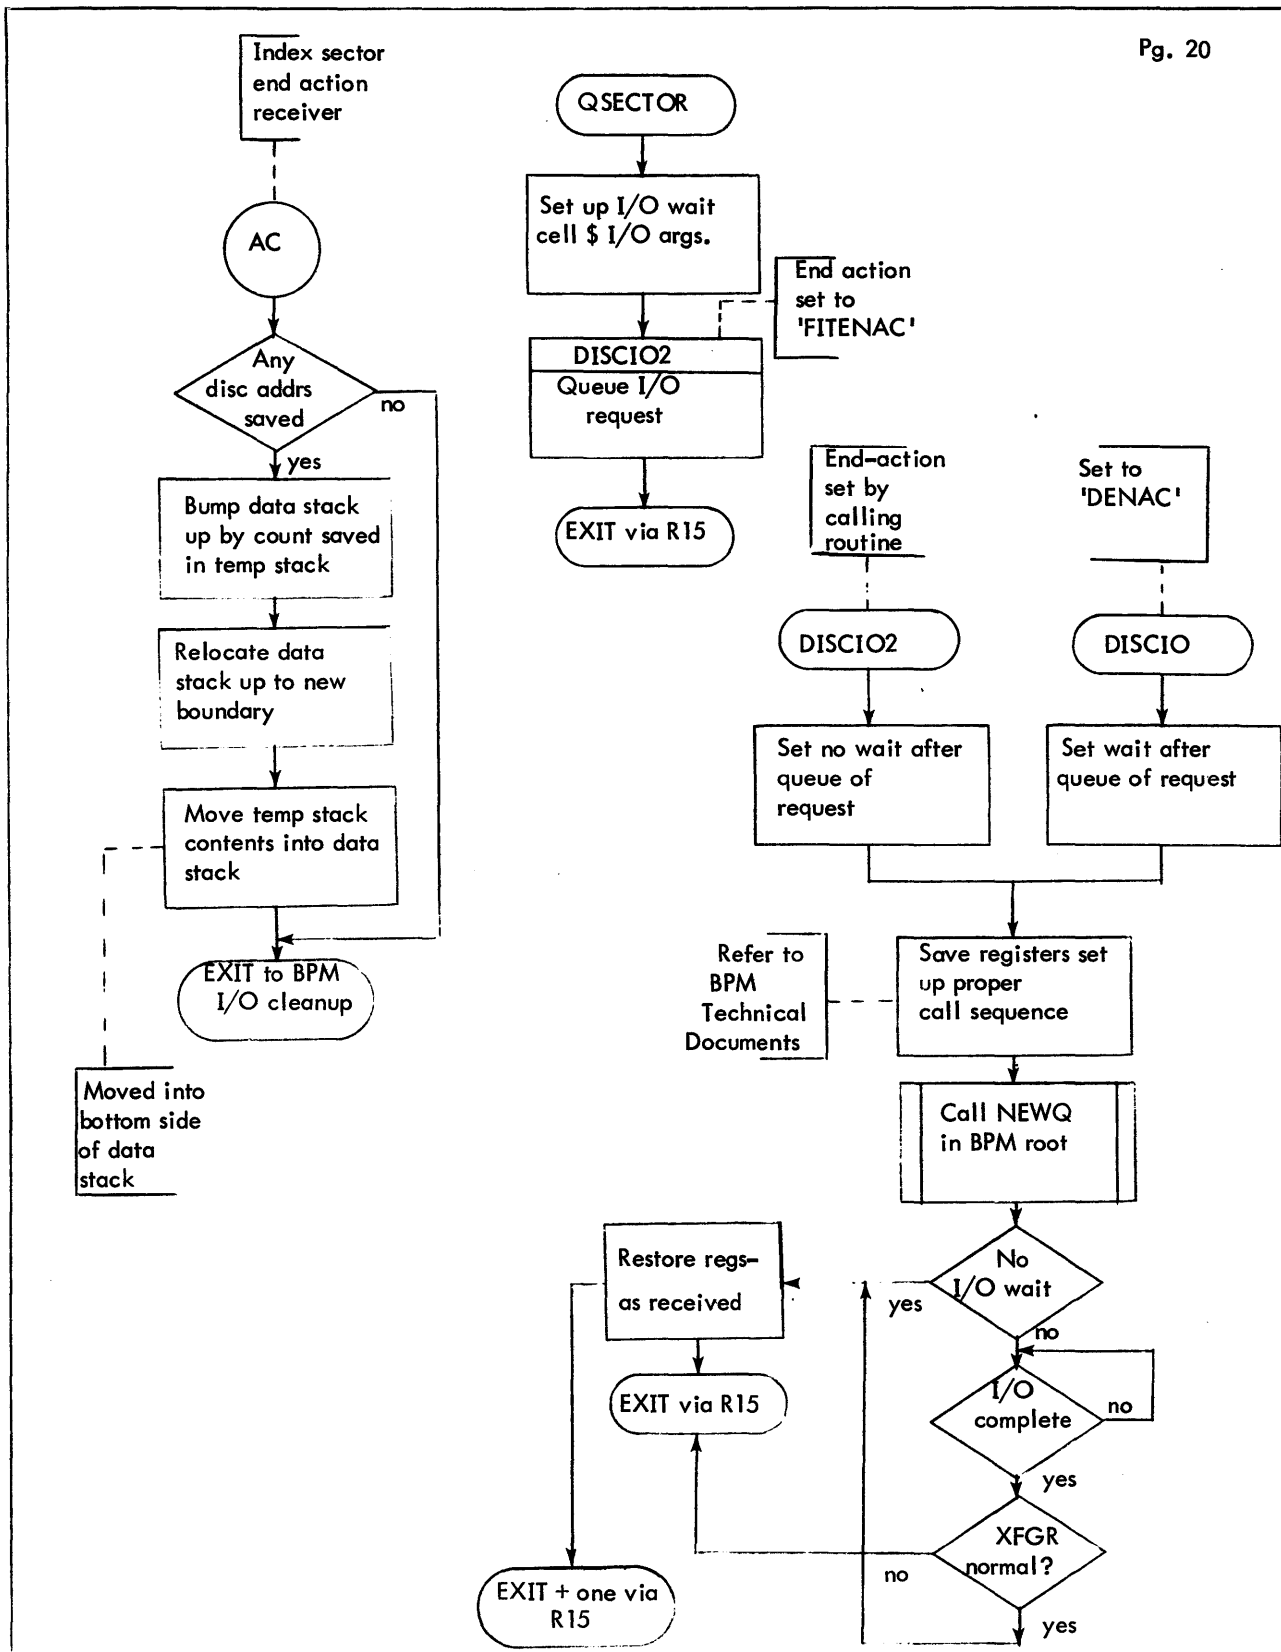 Pg. 20
Index sector
end action
receiver
AC
Any
disc addrs
saved
no
yes
Bump data stack
up by count saved
in temp stack
Relocate data
stack up to new
boundary
Move temp stack
contents into data
stack
EXIT to BPM
I/O cleanup
Moved into
bottom side
of data
stack
QSECTOR
Set up I/O wait
cell $ I/O args.
End action
set to
'FITENAC'
DISCIO2
Queue I/O
request
EXIT via R15
End-action
set by
calling
routine
Set to
'DENAC'
DISCIO2
DISCIO
Set no wait after
queue of
request
Set wait after
queue of request
Refer to
BPM
Technical
Documents
Save registers set
up proper
call sequence
Call NEWQ
in BPM root
No
I/O wait
yes
no
Restore regs-
as received
EXIT via R15
I/O
complete
no
yes
XFGR
normal?
no
yes
EXIT + one via
R15